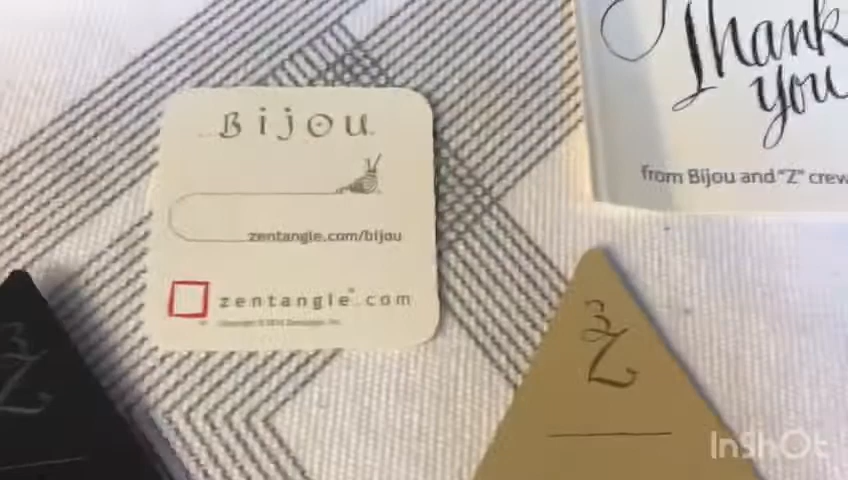 Bijou
zentangle.com/bijou
zentangle®.com
Thank
you
from Bijou and "Z" crew
Z
Z
InShOt